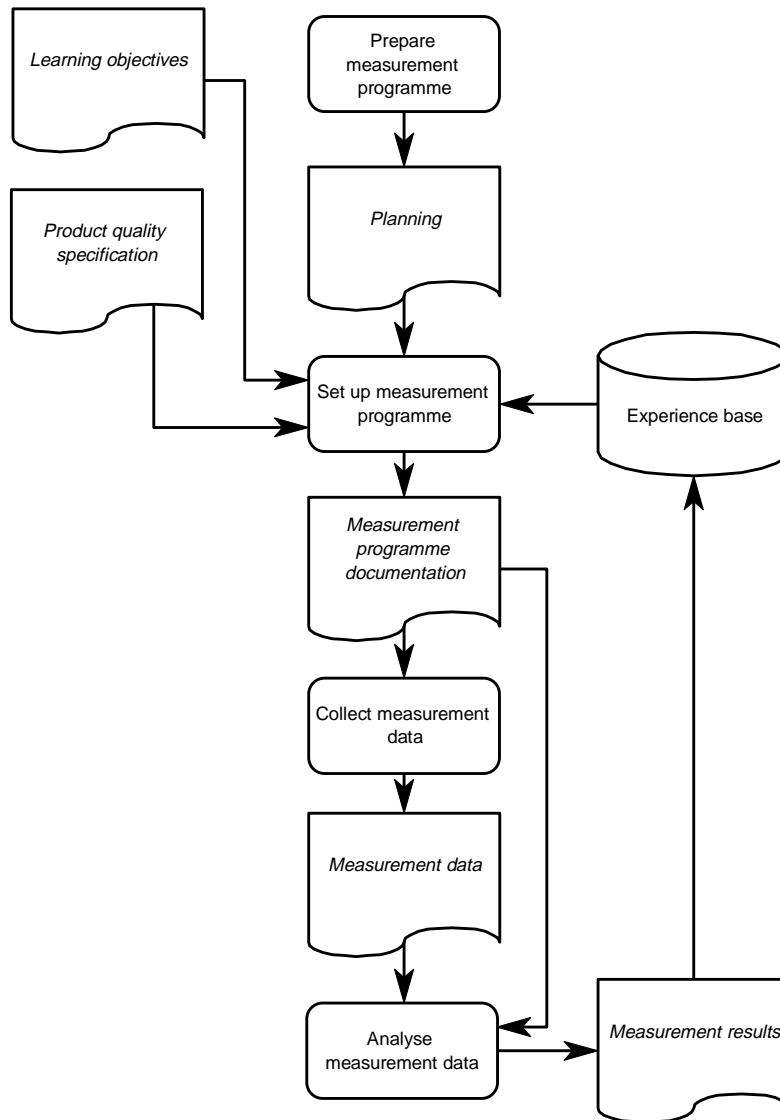 Learning objectives
Prepare
measurement
programme
Product quality
specification
Planning
Set up measurement
programme
Experience base
Measurement
programme
documentation
Collect measurement
data
Measurement data
Analyse
measurement data
Measurement results